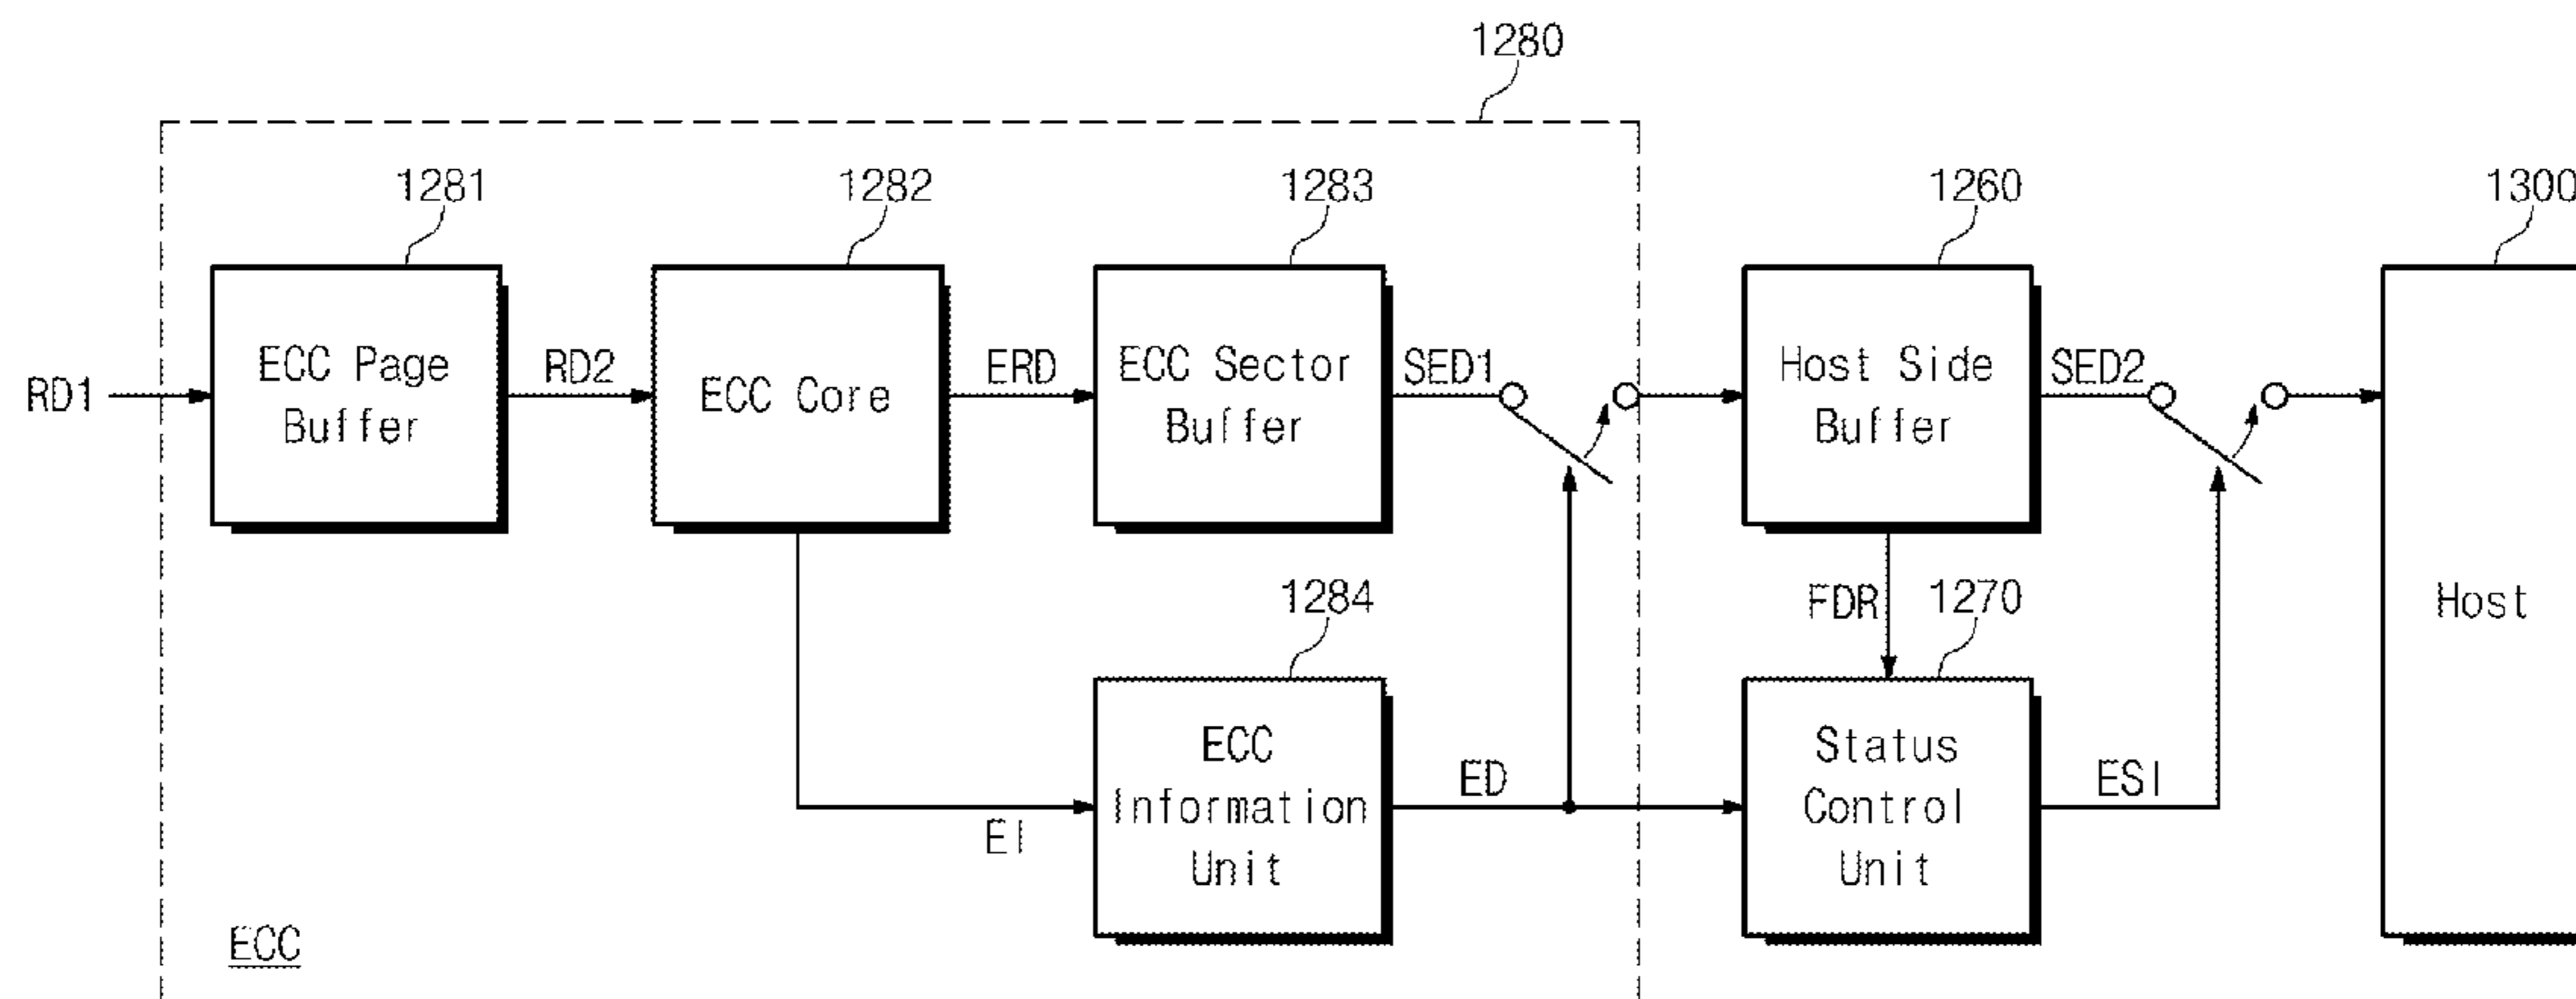 1280
1281
1282
1283
1260
1300
RD1
ECC Page
Buffer
RD2
ECC Core
ERD
ECC Sector
Buffer
SED1
Host Side
Buffer
SED2
Host
1284
FDR
1270
EI
ECC
Information
Unit
ED
Status
Control
Unit
ESI
ECC